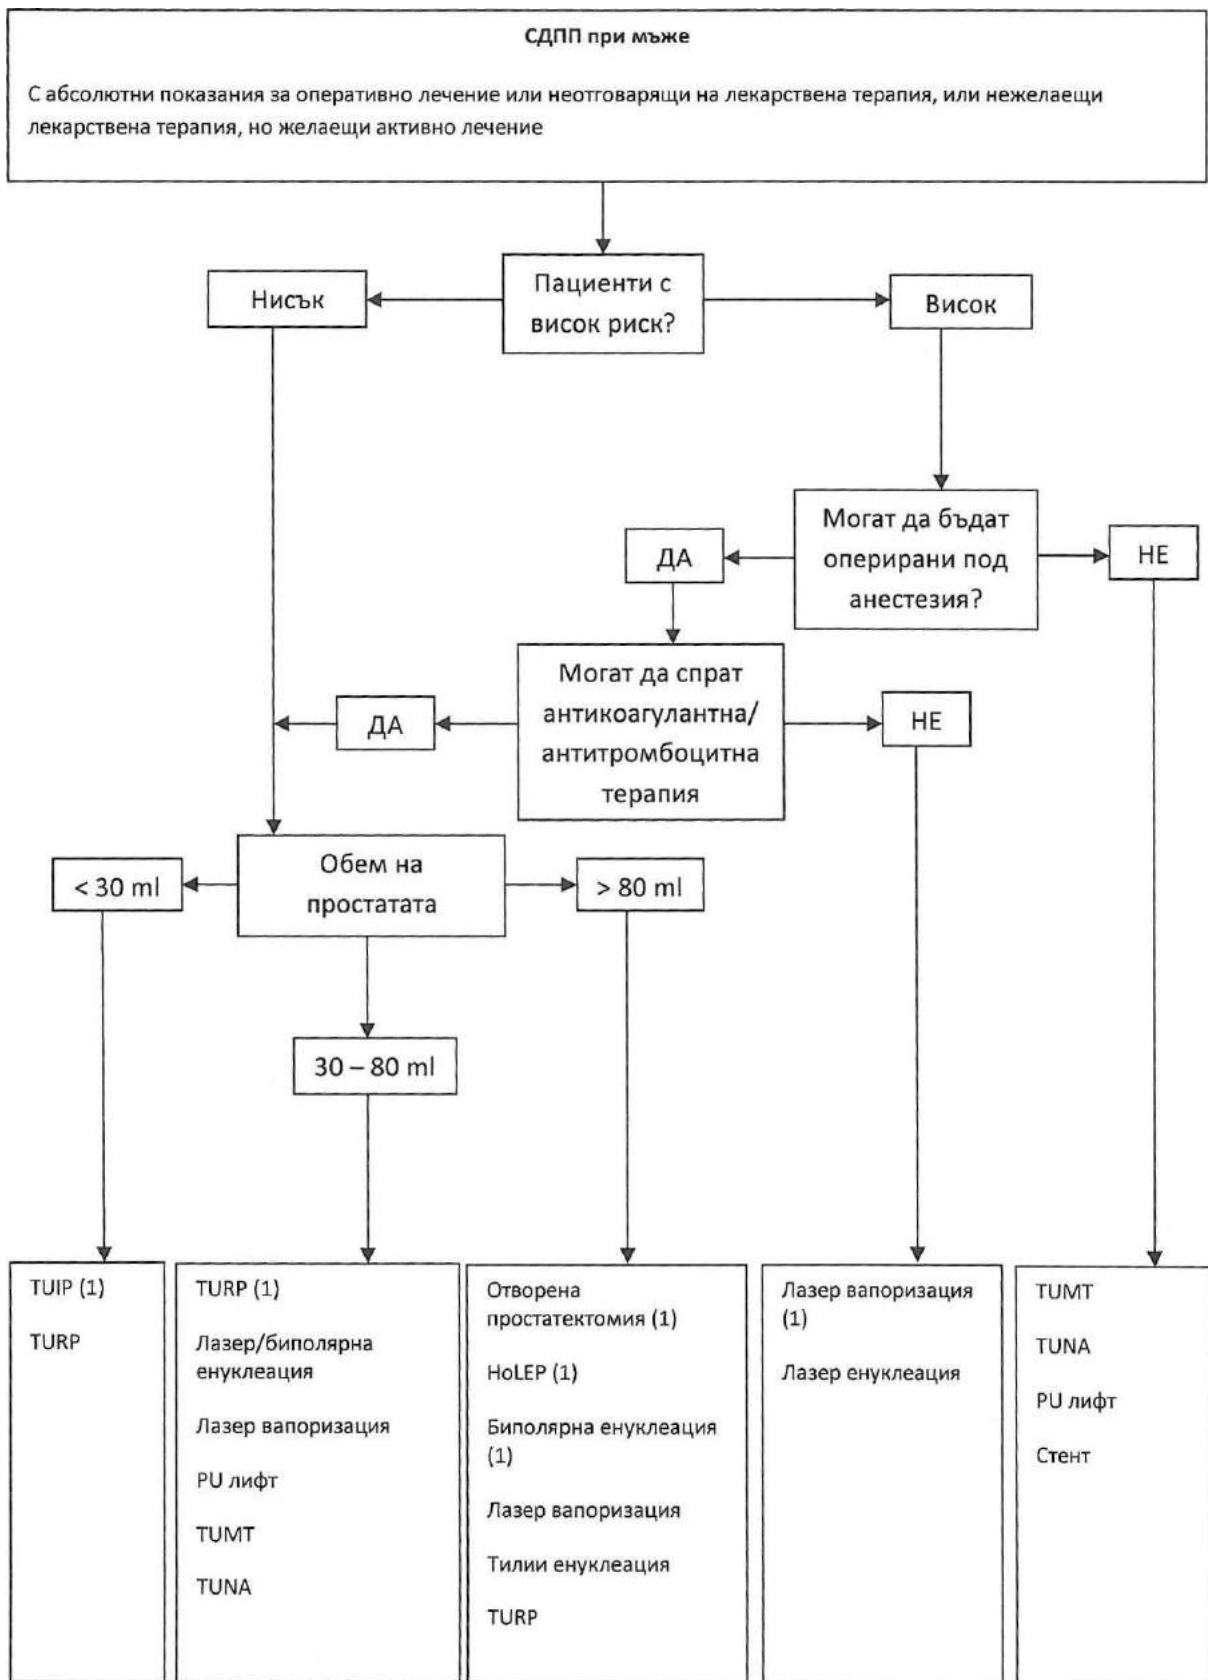 СДПП при мъже
С абсолютни показания за оперативно лечение или неотговарящи на лекарствена терапия, или нежелаещи
лекарствена терапия, но желаещи активно лечение
Нисък
Пациенти с
висок риск?
Висок
Могат да бъдат
оперирани под
анестезия?
ДА
НЕ
Могат да спрат
антикоагулантна/
антитромбоцитна
терапия
ДА
НЕ
Обем на
простатата
< 30 ml
> 80 ml
30 – 80 ml
TUIP (1)
TURP
TURP (1)
Лазер/биполярна
енуклеация
Лазер вапоризация
PU лифт
TUMT
TUNA
Отворена
простатектомия (1)
HoLEP (1)
Биполярна енуклеация
(1)
Лазер вапоризация
Тилии енуклеация
TURP
Лазер вапоризация
(1)
Лазер енуклеация
TUMT
TUNA
PU лифт
Стент